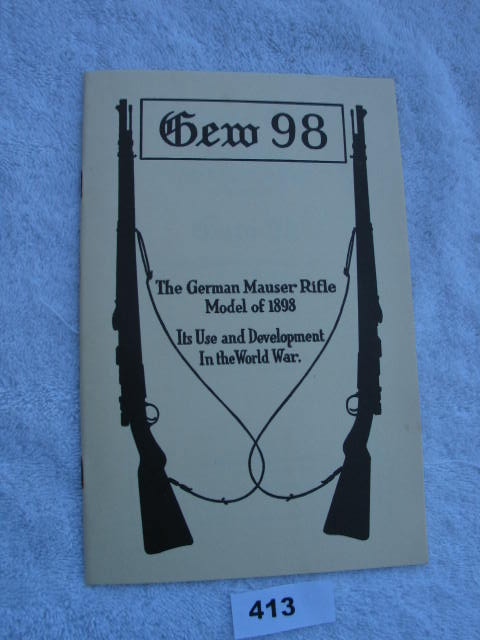 Gew 98
The German Mauser Rifle
Model of 1898
Its Use and Development
In the World War.
413